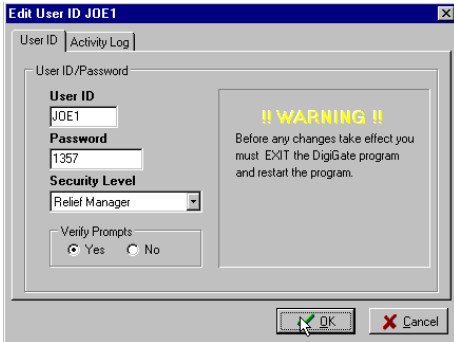 Edit User ID JOE1
User ID
Activity Log
User ID/Password
User ID
JOE1
Password
1357
Security Level
Relief Manager
Verify Prompts
Yes
No
!! WARNING !!
Before any changes take effect you
must EXIT the DigiGate program
and restart the program.
OK
Cancel